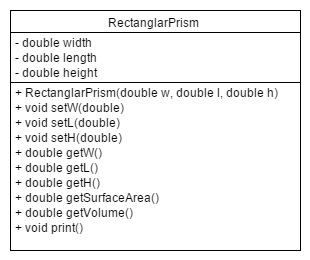 RectanglarPrism
- double width
- double length
- double height
+ RectanglarPrism(double w, double l, double h)
+ void setW(double)
+ void setL(double)
+ void setH(double)
+ double getW()
+ double getL()
+ double getH()
+ double getSurfaceArea()
+ double getVolume()
+ void print()